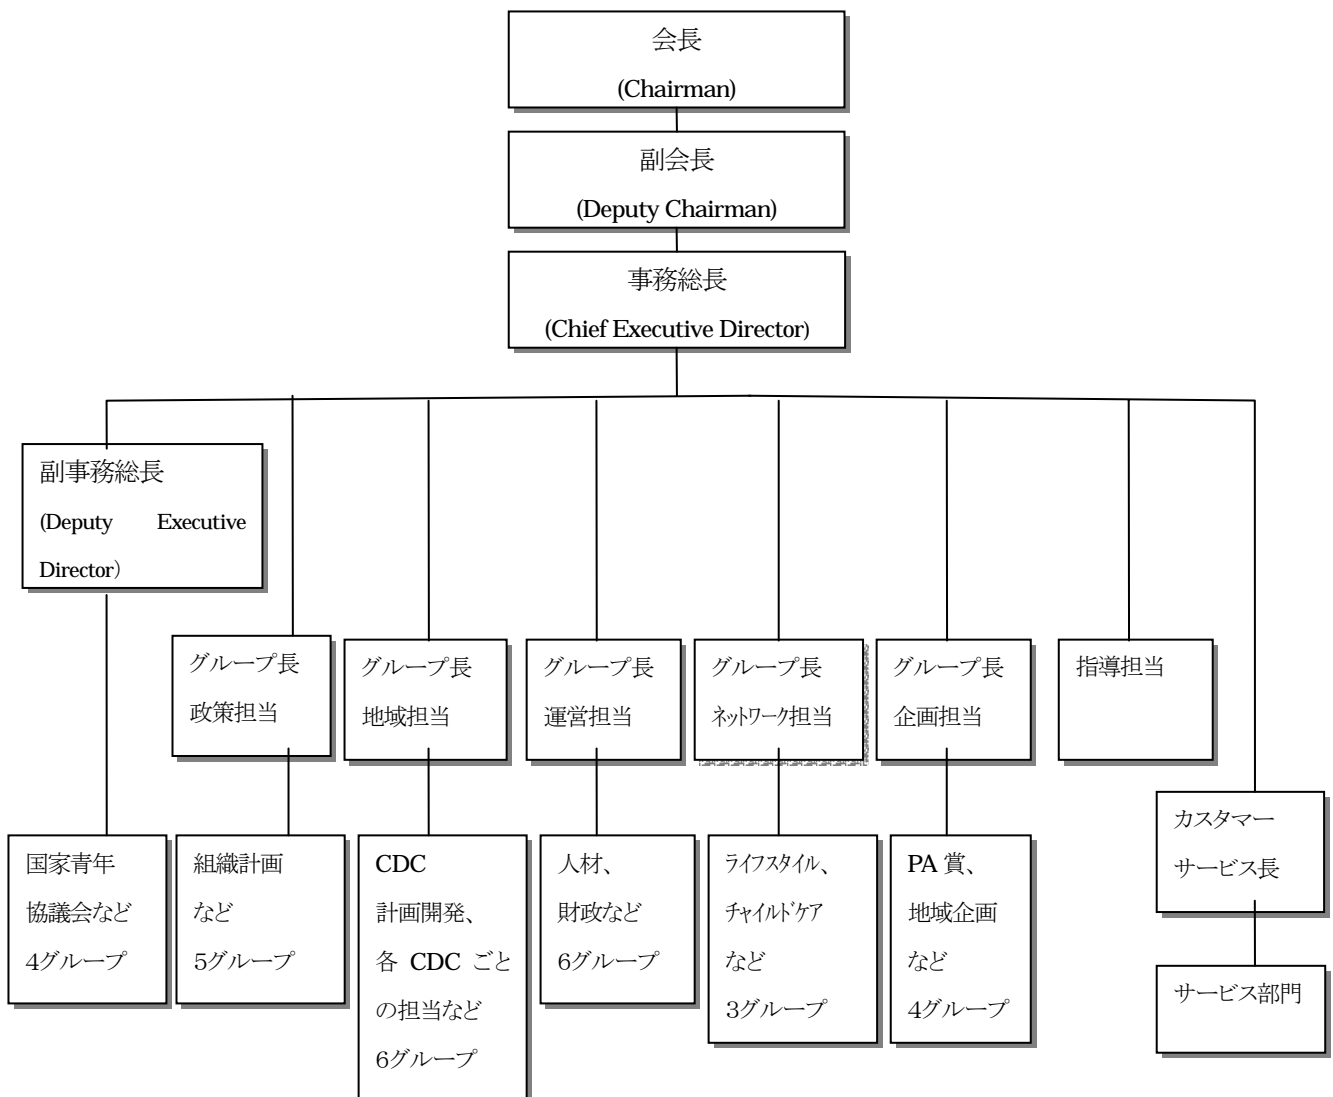 会長
(Chairman)
副会長
(Deputy Chairman)
事務総長
(Chief Executive Director)
副事務総長
(Deputy Executive
Director)
グループ長
政策担当
グループ長
地域担当
グループ長
運営担当
グループ長
ネットワーク担当
グループ長
企画担当
指導担当
カスタマー
サービス長
国家青年
協議会など
4グループ
組織計画
など
5グループ
CDC
計画開発、
各 CDC ごと
の担当など
6グループ
人材、
財政など
6グループ
ライフスタイル、
チャイルドケア
など
3グループ
PA 賞、
地域企画
など
4グループ
サービス部門